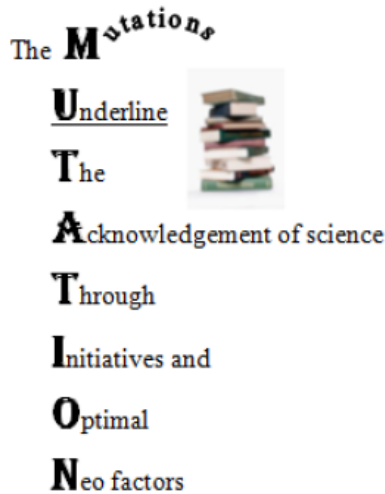 The Mutations
Underline
The
Acknowledgement of science
Through
Initiatives and
Optimal
Neo factors